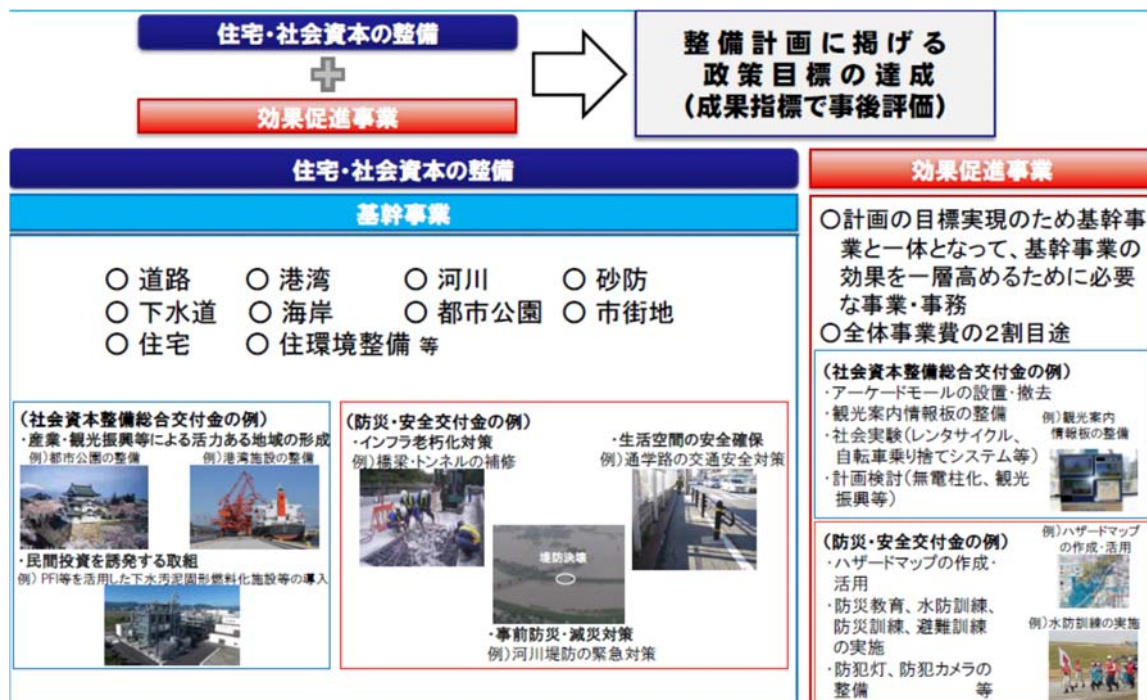 住宅・社会資本の整備
効果促進事業
整備計画に掲げる
政策目標の達成
(成果指標で事後評価)
住宅・社会資本の整備
基幹事業
○ 道路 ○ 港湾 ○ 河川 ○ 砂防
○ 下水道 ○ 海岸 ○ 都市公園 ○ 市街地
○ 住宅 ○ 住環境整備 等
(社会資本整備総合交付金の例)
・産業・観光振興等による活力ある地域の形成
例)都市公園の整備 例)港湾施設の整備
・民間投資を誘発する取組
例) PFI等を活用した下水汚泥固形燃料化施設等の導入
(防災・安全交付金の例)
・インフラ老朽化対策
例)橋梁・トンネルの補修
・生活空間の安全確保
例)通学路の交通安全対策
堤防決壊
・事前防災・減災対策
例)河川堤防の緊急対策
効果促進事業
○計画の目標実現のため基幹事
業と一体となって、基幹事業の
効果を一層高めるために必要
な事業・事務
○全体事業費の2割目途
(社会資本整備総合交付金の例)
・アーケードモールの設置・撤去
・観光案内情報板の整備
・社会実験(レンタサイクル、
自転車乗り捨てシステム等)
・計画検討(無電柱化、観光
振興等)
例)観光案内
情報板の整備
(防災・安全交付金の例)
・ハザードマップの作成・
活用
・防災教育、水防訓練、
防災訓練、避難訓練
の実施
・防犯灯、防犯カメラの
整備 等
例)ハザードマップ
の作成・活用
例)水防訓練の実施